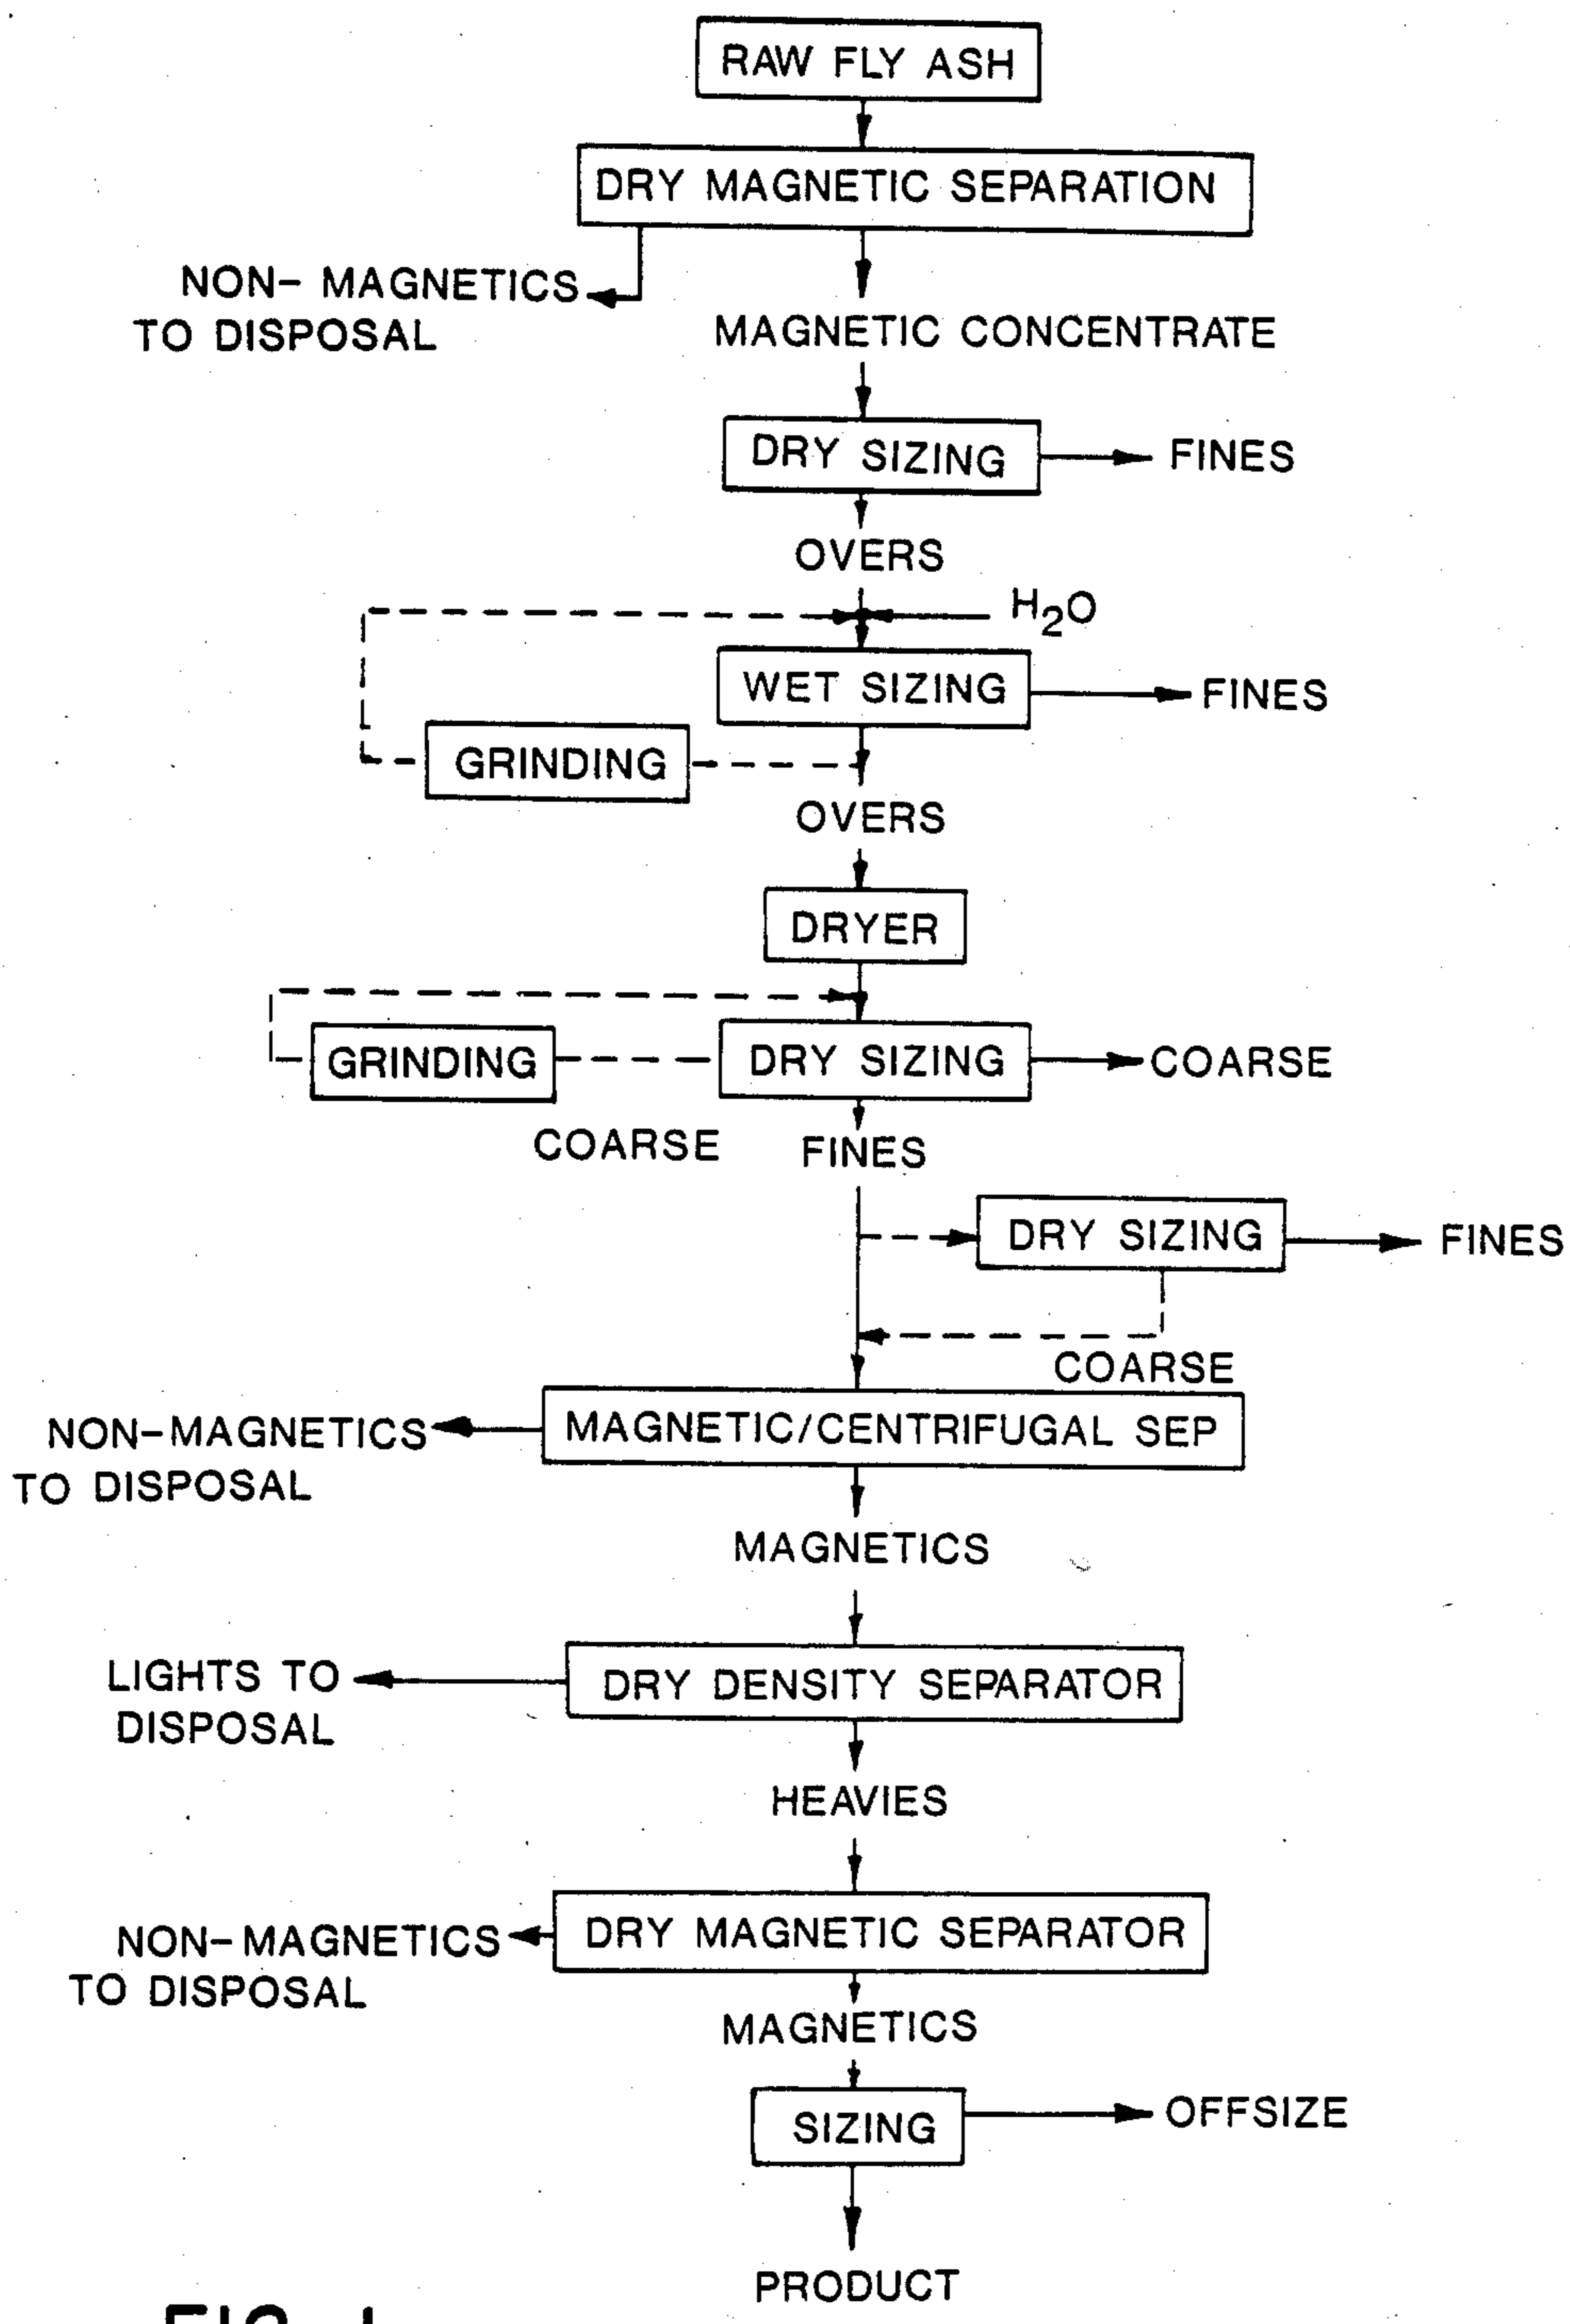 RAW FLY ASH
DRY MAGNETIC SEPARATION
NON- MAGNETICS
TO DISPOSAL
MAGNETIC CONCENTRATE
DRY SIZING
FINES
OVERS
H2O
WET SIZING
FINES
GRINDING
OVERS
DRYER
GRINDING
DRY SIZING
COARSE
COARSE
FINES
DRY SIZING
FINES
COARSE
MAGNETIC/CENTRIFUGAL SEP
NON-MAGNETICS
TO DISPOSAL
MAGNETICS
LIGHTS TO
DISPOSAL
DRY DENSITY SEPARATOR
HEAVIES
DRY MAGNETIC SEPARATOR
NON-MAGNETICS
TO DISPOSAL
MAGNETICS
SIZING
OFFSIZE
PRODUCT